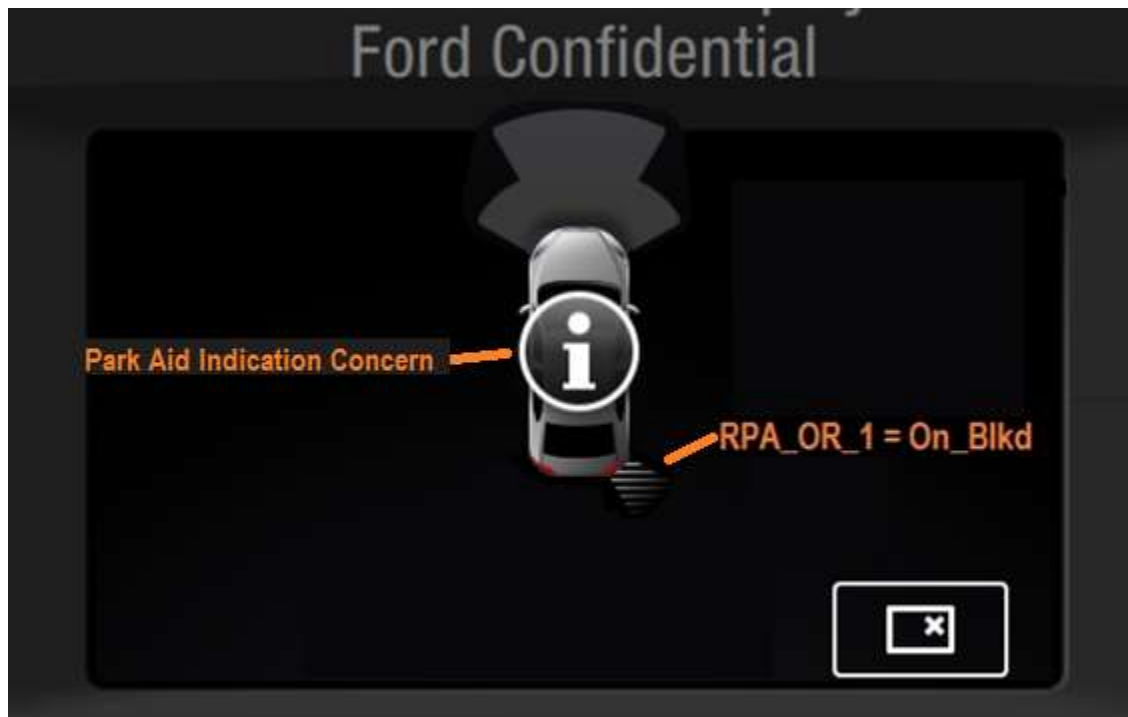 Ford Confidential
Park Aid Indication Concern
RPA_OR_1 = On_Blkd